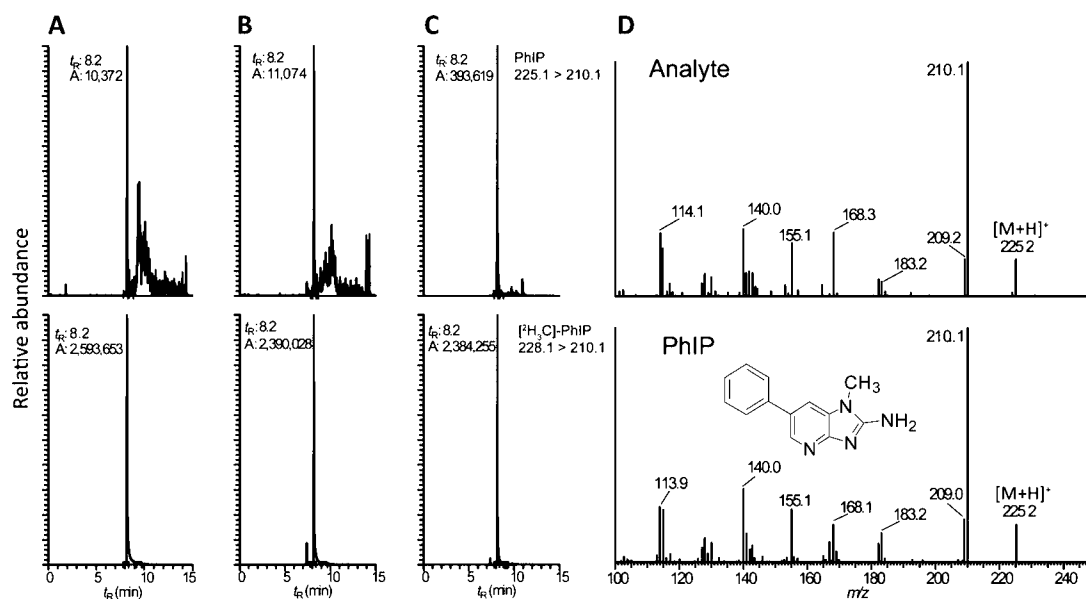 A
B
C
D
tR: 8.2
A: 10,372
tR: 8.2
A: 11,074
tR: 8.2
A: 393,619
PhIP
225.1 > 210.1
Analyte
210.1
114.1
140.0
155.1
168.3
183.2
209.2
[M+H]+
225.2
Relative abundance
tR: 8.2
A: 2,593,653
tR: 8.2
A: 2,390,028
tR: 8.2
A: 2,384,255
[²H₃C]-PhIP
228.1 > 210.1
PhIP
210.1
CH3
N
NH2
N
N
113.9
140.0
155.1
168.1
183.2
209.0
[M+H]+
225.2
0 5 10 15
0 5 10 15
0 5 10 15
100 120 140 160 180 200 220 240
tR (min)
tR (min)
tR (min)
m/z